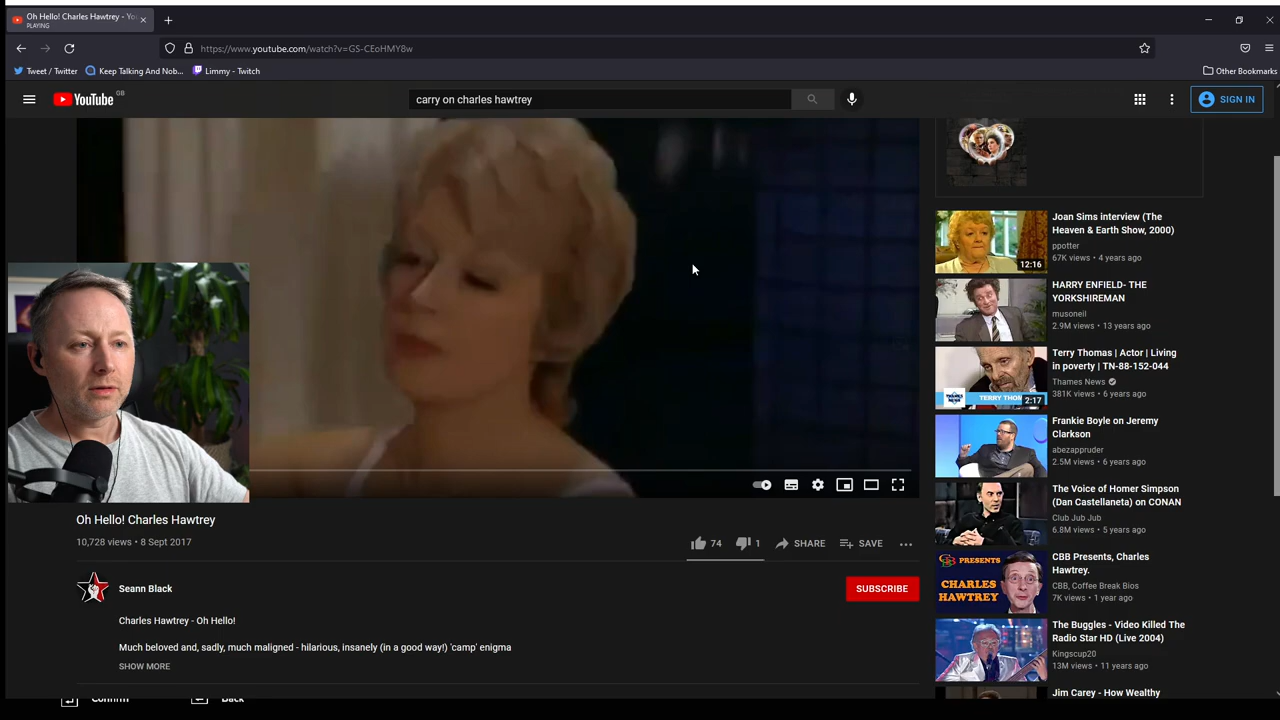 Oh Hello! Charles Hawtrey - Yo
PLAYING
https://www.youtube.com/watch?v=GS-CEoHMY8w
Tweet / Twitter
Keep Talking And Nob...
Limmy - Twitch
Other Bookmarks
YouTube GB
carry on charles hawtrey
SIGN IN
Joan Sims interview (The
Heaven & Earth Show, 2000)
ppotter
67K views • 4 years ago
12:16
HARRY ENFIELD- THE
YORKSHIREMAN
musoneil
2.9M views • 13 years ago
Terry Thomas | Actor | Living
in poverty | TN-88-152-044
Thames News
381K views • 6 years ago
THAMES NEWS
TERRY THOM
2:17
Frankie Boyle on Jeremy
Clarkson
abezappruder
2.5M views • 6 years ago
The Voice of Homer Simpson
(Dan Castellaneta) on CONAN
Club Jub Jub
6.8M views • 5 years ago
CBB Presents, Charles
Hawtrey.
CBB, Coffee Break Bios
7K views • 1 year ago
PRESENTS
CHARLES
HAWTREY
The Buggles - Video Killed The
Radio Star HD (Live 2004)
Kingscup20
13M views • 11 years ago
Jim Carey - How Wealthy
Oh Hello! Charles Hawtrey
10,728 views • 8 Sept 2017
74
1
SHARE
SAVE
Seann Black
SUBSCRIBE
Charles Hawtrey - Oh Hello!
Much beloved and, sadly, much maligned - hilarious, insanely (in a good way!) 'camp' enigma
SHOW MORE
Confirm
Back